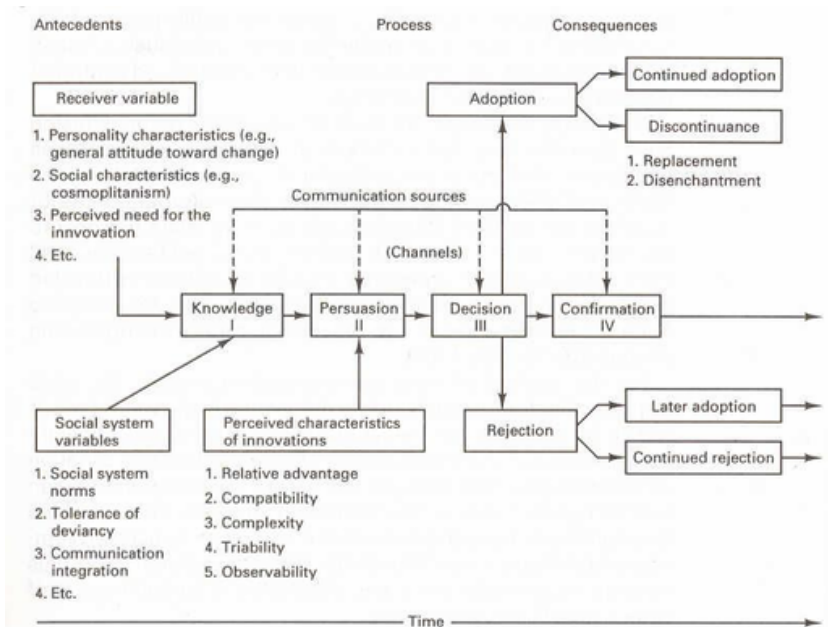 Antecedents
Process
Consequences
Receiver variable
1. Personality characteristics (e.g.,
general attitude toward change)
2. Social characteristics (e.g.,
cosmoplitanism)
3. Perceived need for the
innvovation
4. Etc.
Adoption
Continued adoption
Discontinuance
1. Replacement
2. Disenchantment
Communication sources
(Channels)
Knowledge
I
Persuasion
II
Decision
III
Confirmation
IV
Social system
variables
1. Social system
norms
2. Tolerance of
deviancy
3. Communication
integration
4. Etc.
Perceived characteristics
of innovations
1. Relative advantage
2. Compatibility
3. Complexity
4. Triability
5. Observability
Rejection
Later adoption
Continued rejection
Time